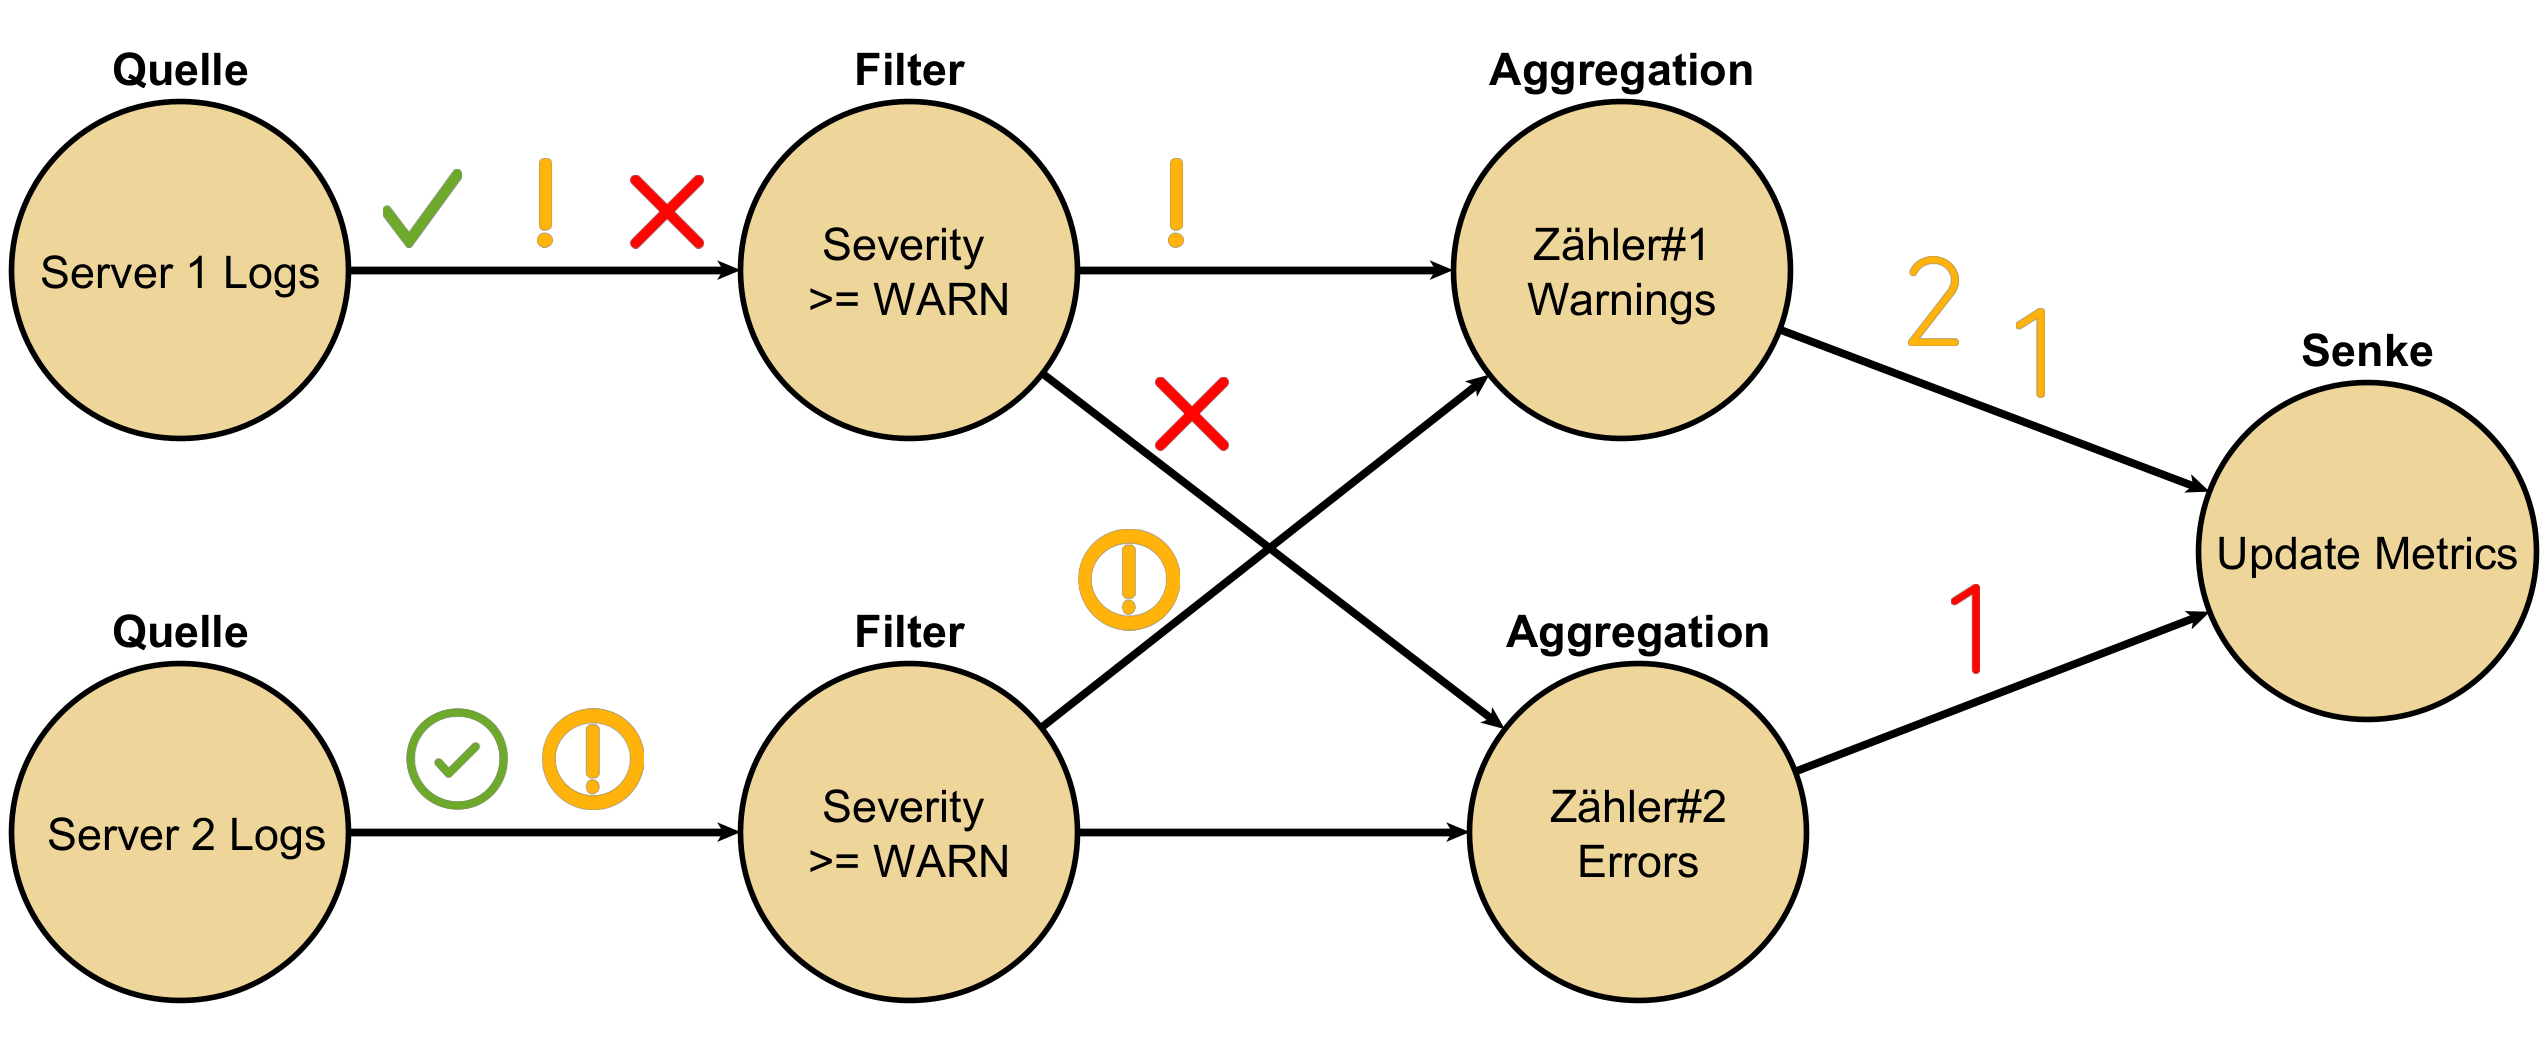 Quelle
Server 1 Logs
Filter
Severity
>= WARN
Aggregation
Zähler#1
Warnings
2
1
Senke
Update Metrics
Quelle
Server 2 Logs
Filter
Severity
>= WARN
Aggregation
Zähler#2
Errors
1